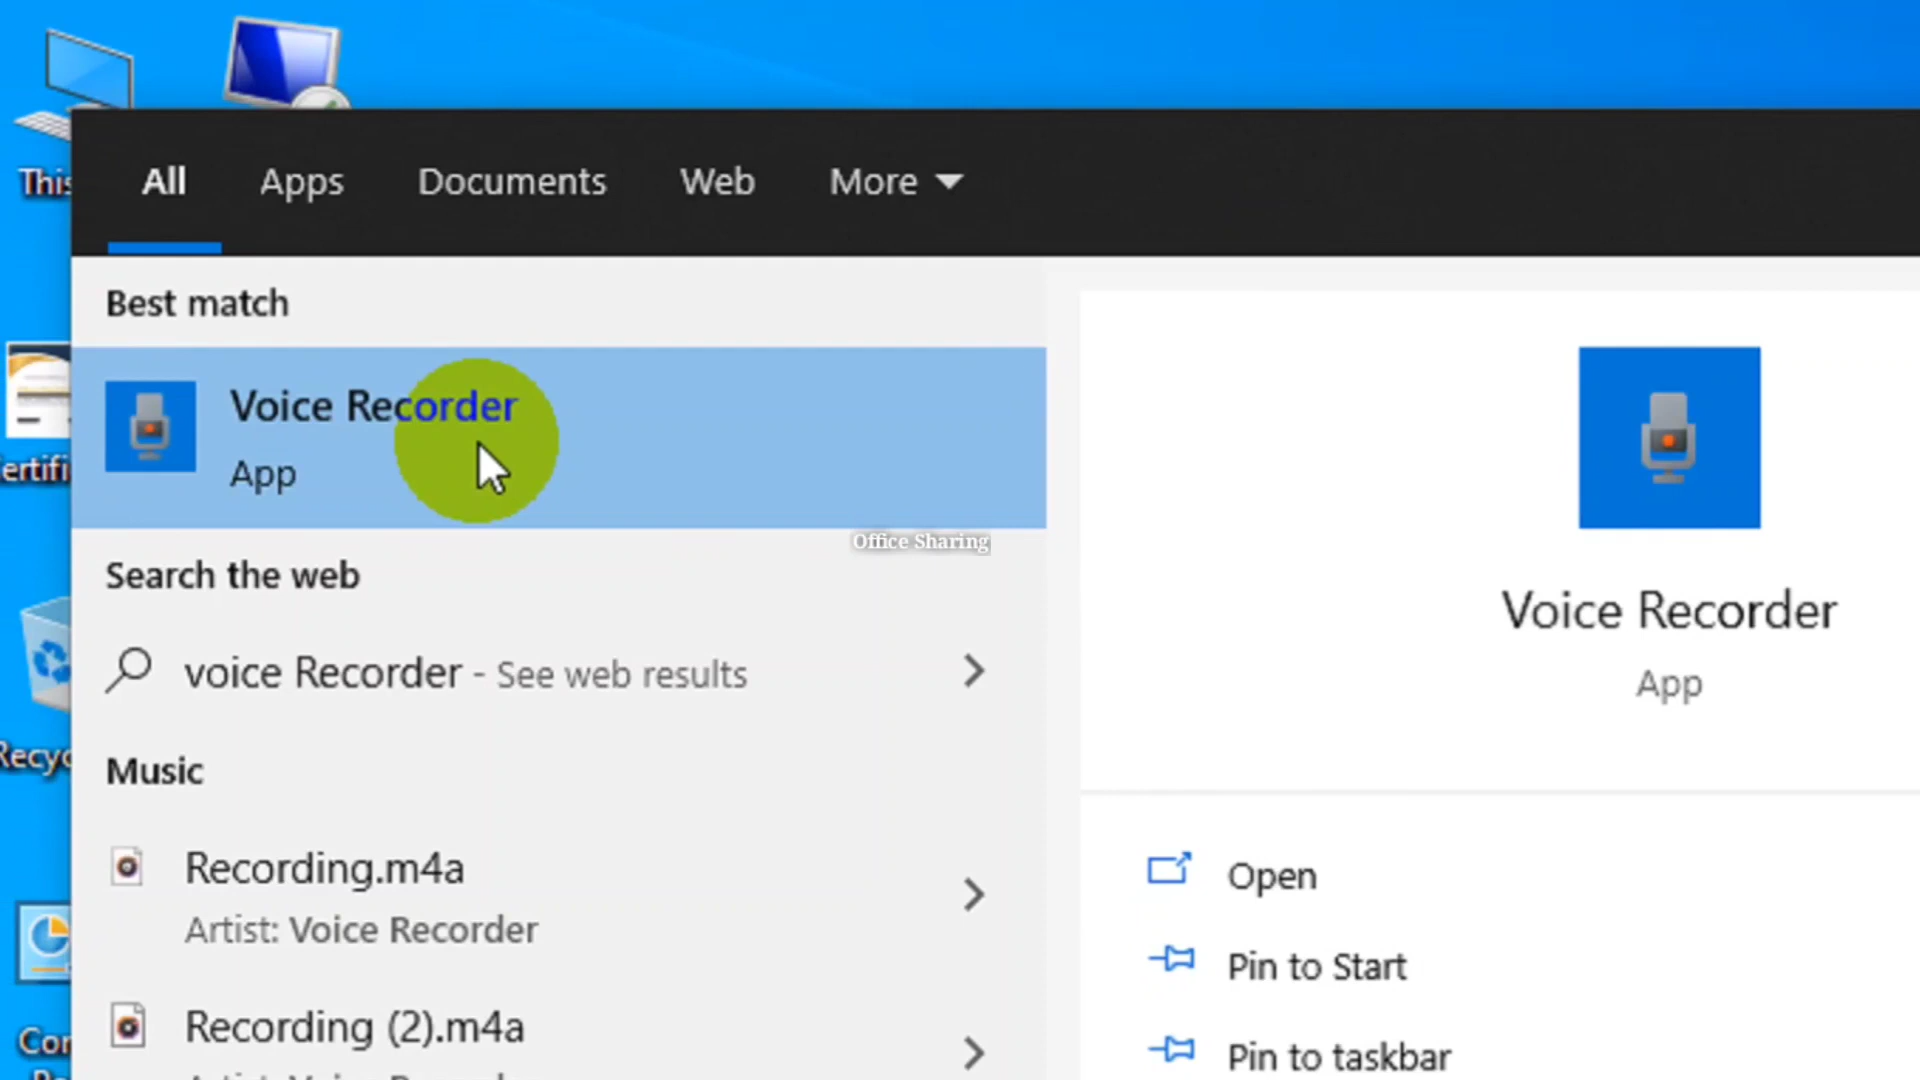 This
All
Apps
Documents
Web
More
Best match
Voice Recorder
App
Office Sharing
Search the web
voice Recorder - See web results
Music
Recording.m4a
Artist: Voice Recorder
Recording (2).m4a
Voice Recorder
App
Open
Pin to Start
Pin to taskbar